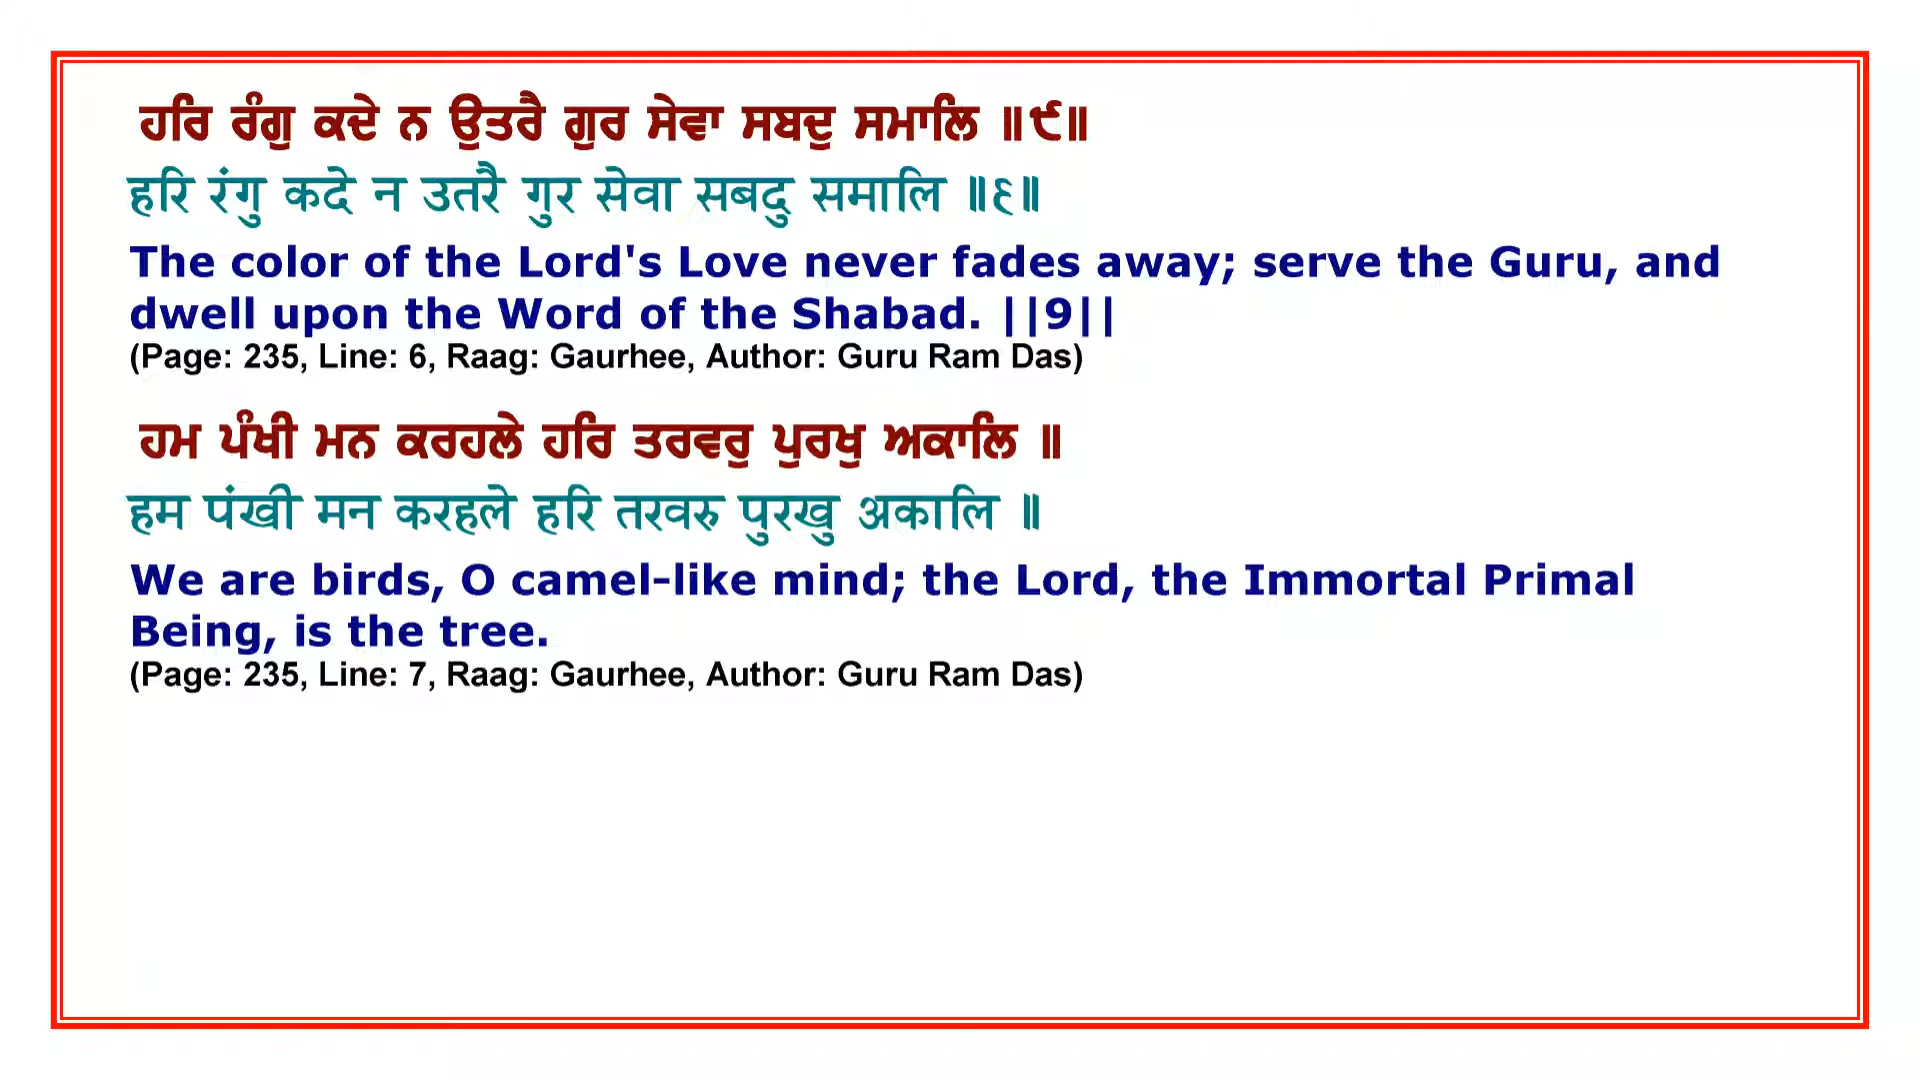 ਹਰਿ ਰੰਗੁ ਕਦੇ ਨ ਉਤਰੈ ਗੁਰ ਸੇਵਾ ਸਬਦੁ ਸਮਾਲਿ ॥੯॥
हरि रंगु कदे न उतरै गुर सेवा सबदु समालि ॥९॥
The color of the Lord's Love never fades away; serve the Guru, and
dwell upon the Word of the Shabad. ||9||
(Page: 235, Line: 6, Raag: Gaurhee, Author: Guru Ram Das)
ਹਮ ਪੰਖੀ ਮਨ ਕਰਹਲੇ ਹਰਿ ਤਰਵਰੁ ਪੁਰਖੁ ਅਕਾਲਿ ॥
हम पंखी मन करहले हरि तरवरु पुरखु अकालि ॥
We are birds, O camel-like mind; the Lord, the Immortal Primal
Being, is the tree.
(Page: 235, Line: 7, Raag: Gaurhee, Author: Guru Ram Das)